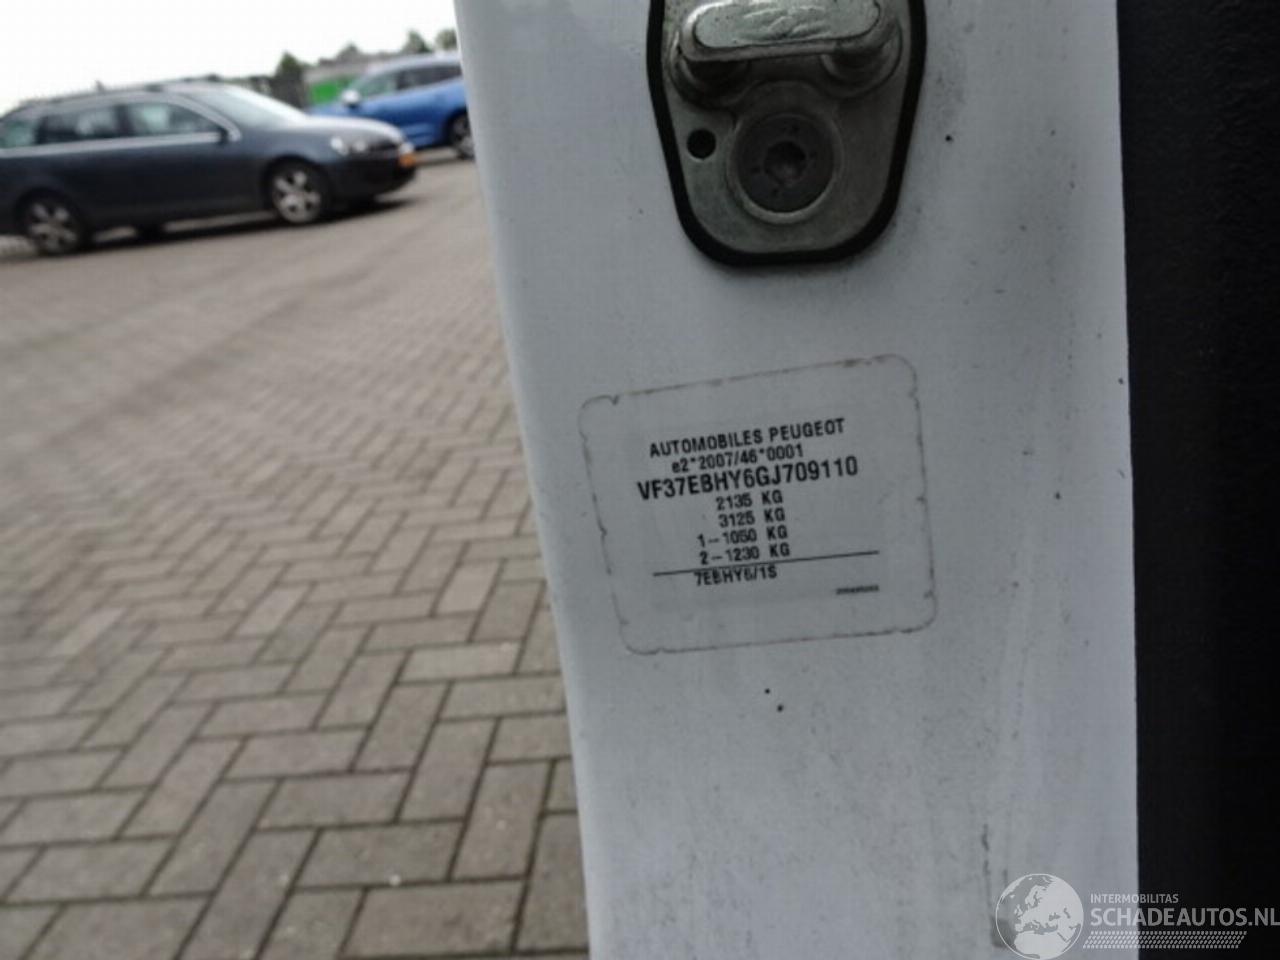 AUTOMOBILES PEUGEOT
e2*2007/46*0001
VF37EBHY6GJ709110
2135 KG
3125 KG
1-1050 KG
2-1230 KG
7EBHY6/1S
INTERMOBILITAS
SCHADEAUTOS.NL